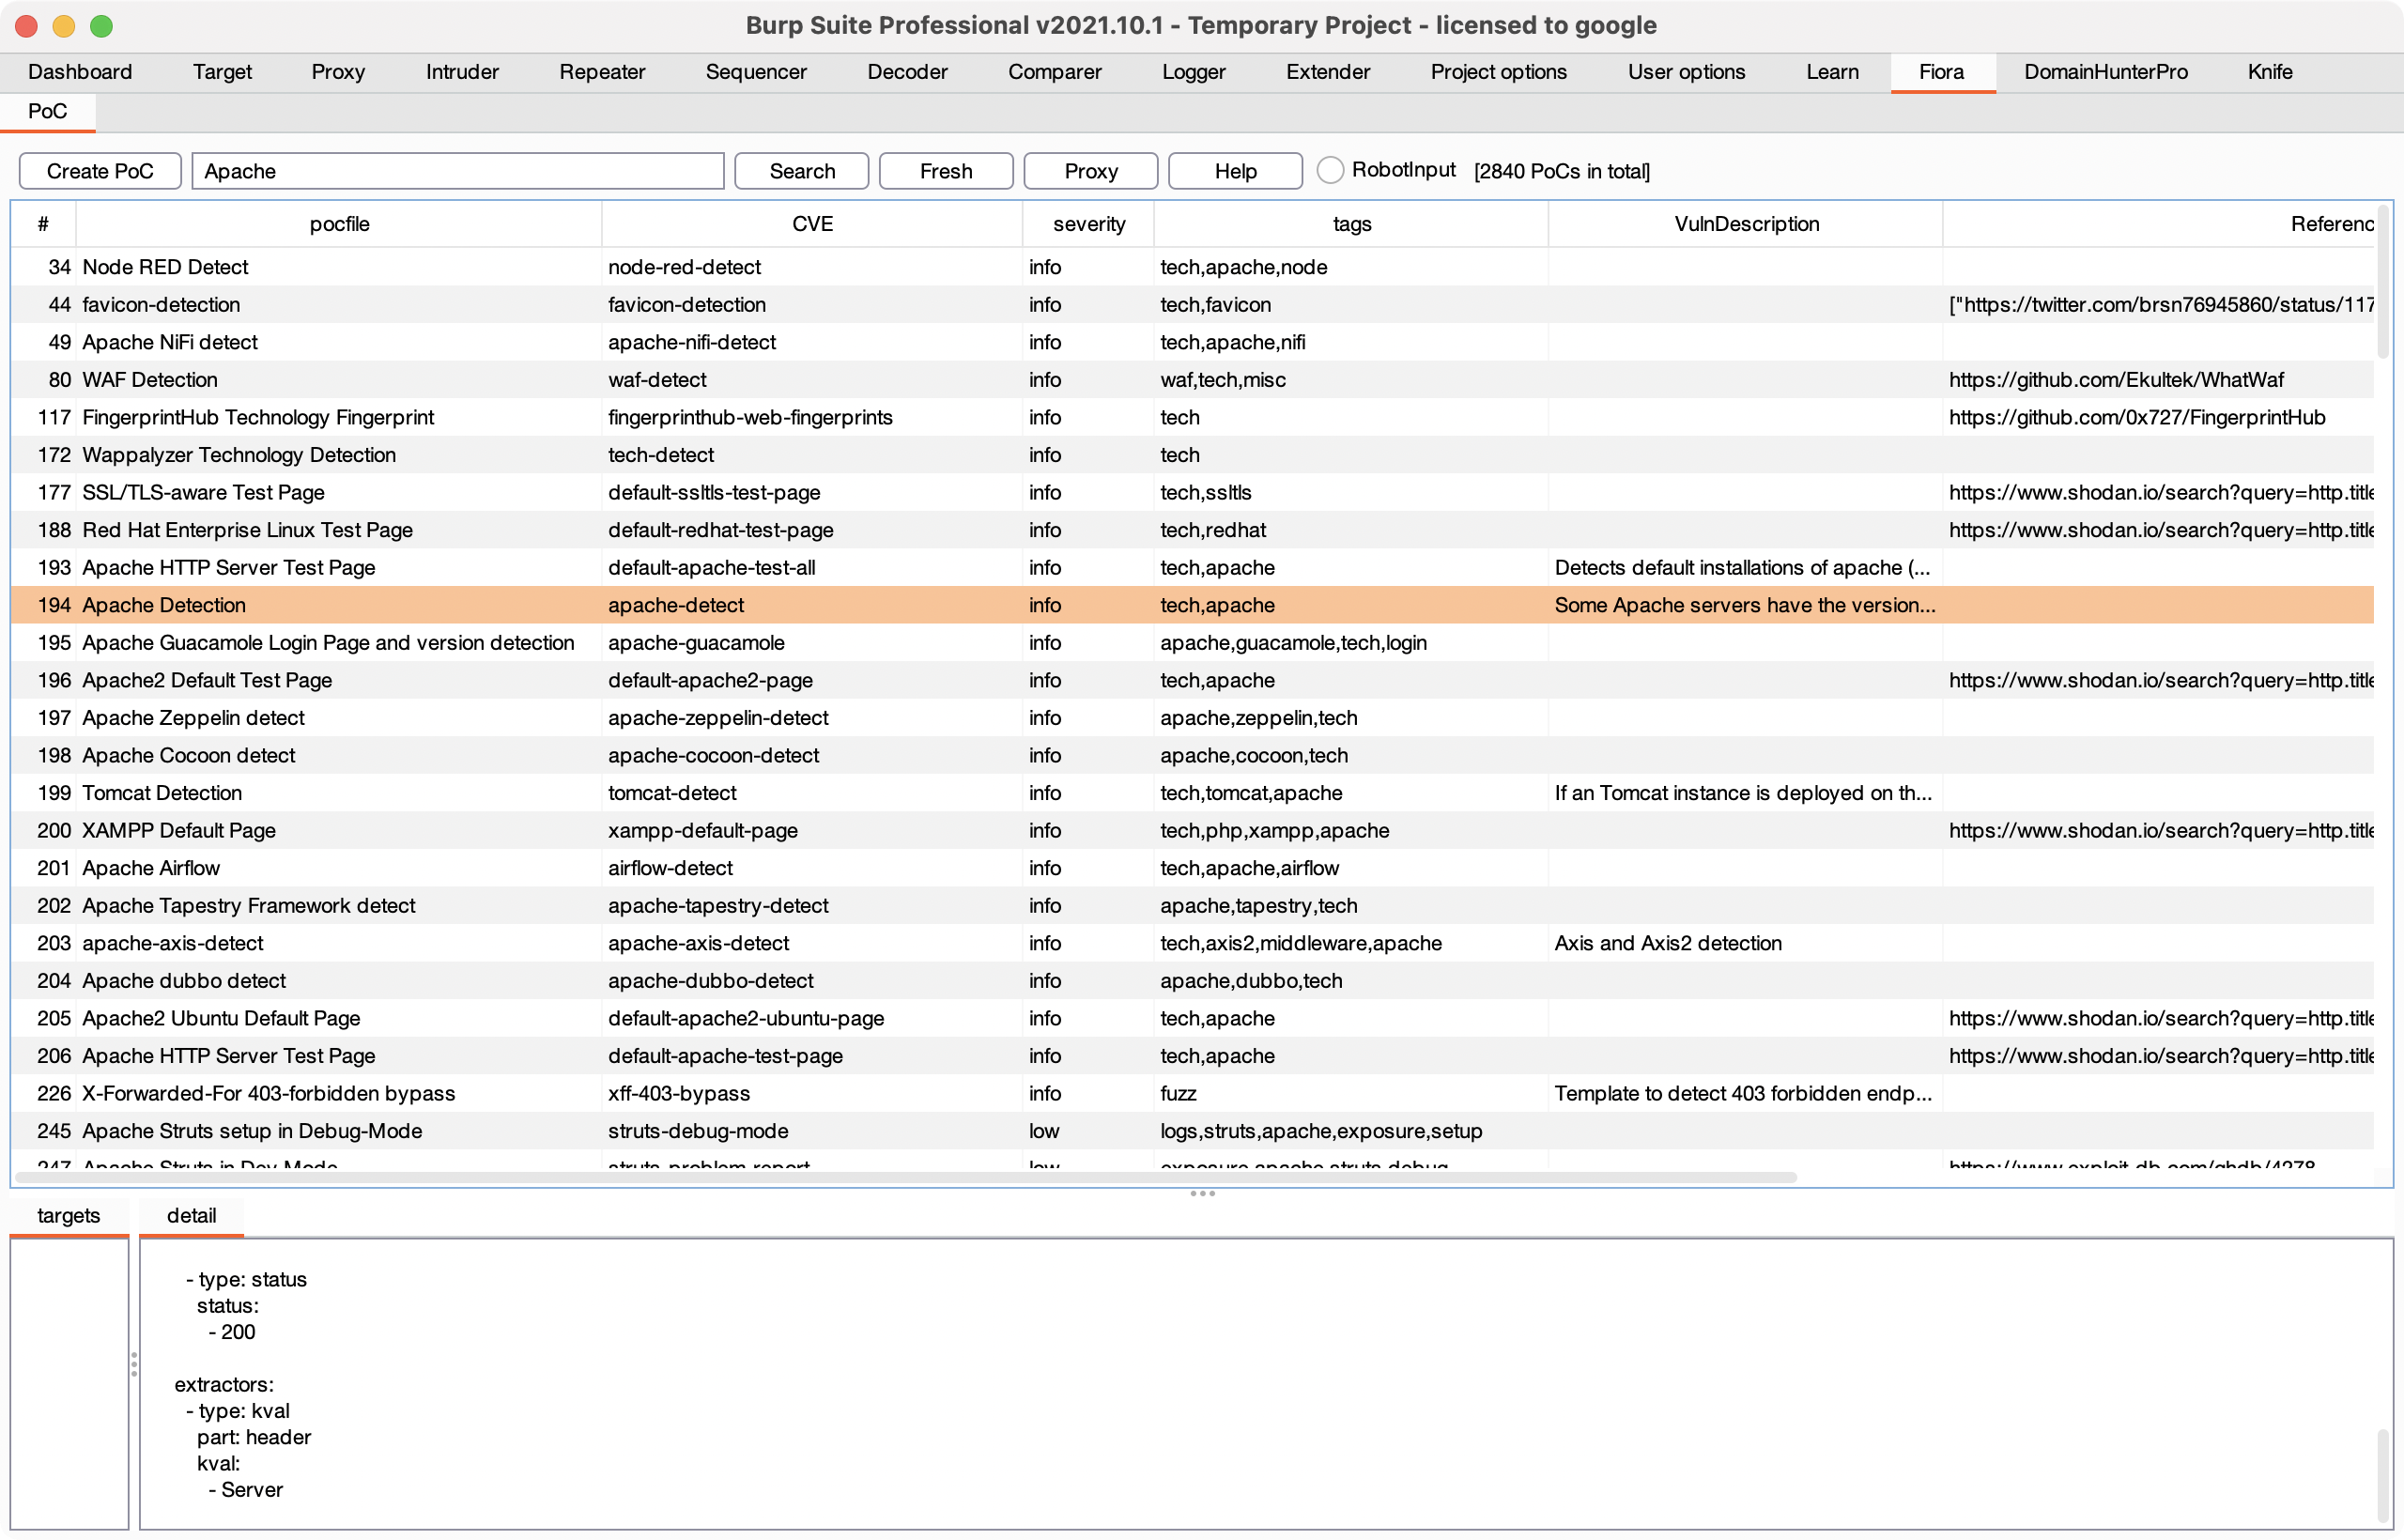 Burp Suite Professional v2021.10.1 - Temporary Project - licensed to google
Dashboard Target Proxy Intruder Repeater Sequencer Decoder Comparer Logger Extender Project options User options Learn Fiora DomainHunterPro Knife
PoC
Create PoC Apache Search Fresh Proxy Help RobotInput [2840 PoCs in total]
# pocfile CVE severity tags VulnDescription Referenc
34 Node RED Detect node-red-detect info tech,apache,node
44 favicon-detection favicon-detection info tech,favicon ["https://twitter.com/brsn76945860/status/117
49 Apache NiFi detect apache-nifi-detect info tech,apache,nifi
80 WAF Detection waf-detect info waf,tech,misc https://github.com/Ekultek/WhatWaf
117 FingerprintHub Technology Fingerprint fingerprinthub-web-fingerprints info tech https://github.com/0x727/FingerprintHub
172 Wappalyzer Technology Detection tech-detect info tech
177 SSL/TLS-aware Test Page default-ssltls-test-page info tech,ssltls https://www.shodan.io/search?query=http.title
188 Red Hat Enterprise Linux Test Page default-redhat-test-page info tech,redhat https://www.shodan.io/search?query=http.title
193 Apache HTTP Server Test Page default-apache-test-all info tech,apache Detects default installations of apache (...
194 Apache Detection apache-detect info tech,apache Some Apache servers have the version...
195 Apache Guacamole Login Page and version detection apache-guacamole info apache,guacamole,tech,login
196 Apache2 Default Test Page default-apache2-page info tech,apache https://www.shodan.io/search?query=http.title
197 Apache Zeppelin detect apache-zeppelin-detect info apache,zeppelin,tech
198 Apache Cocoon detect apache-cocoon-detect info apache,cocoon,tech
199 Tomcat Detection tomcat-detect info tech,tomcat,apache If an Tomcat instance is deployed on th...
200 XAMPP Default Page xampp-default-page info tech,php,xampp,apache https://www.shodan.io/search?query=http.title
201 Apache Airflow airflow-detect info tech,apache,airflow
202 Apache Tapestry Framework detect apache-tapestry-detect info apache,tapestry,tech
203 apache-axis-detect apache-axis-detect info tech,axis2,middleware,apache Axis and Axis2 detection
204 Apache dubbo detect apache-dubbo-detect info apache,dubbo,tech
205 Apache2 Ubuntu Default Page default-apache2-ubuntu-page info tech,apache https://www.shodan.io/search?query=http.title
206 Apache HTTP Server Test Page default-apache-test-page info tech,apache https://www.shodan.io/search?query=http.title
226 X-Forwarded-For 403-forbidden bypass xff-403-bypass info fuzz Template to detect 403 forbidden endp...
245 Apache Struts setup in Debug-Mode struts-debug-mode low logs,struts,apache,exposure,setup
247 Apache Struts in Dev Mode struts-problem-report low exposure,apache,struts,debug https://www.exploit-db.com/ghdb/4278
targets detail
- type: status
status:
- 200
extractors:
- type: kval
part: header
kval:
- Server